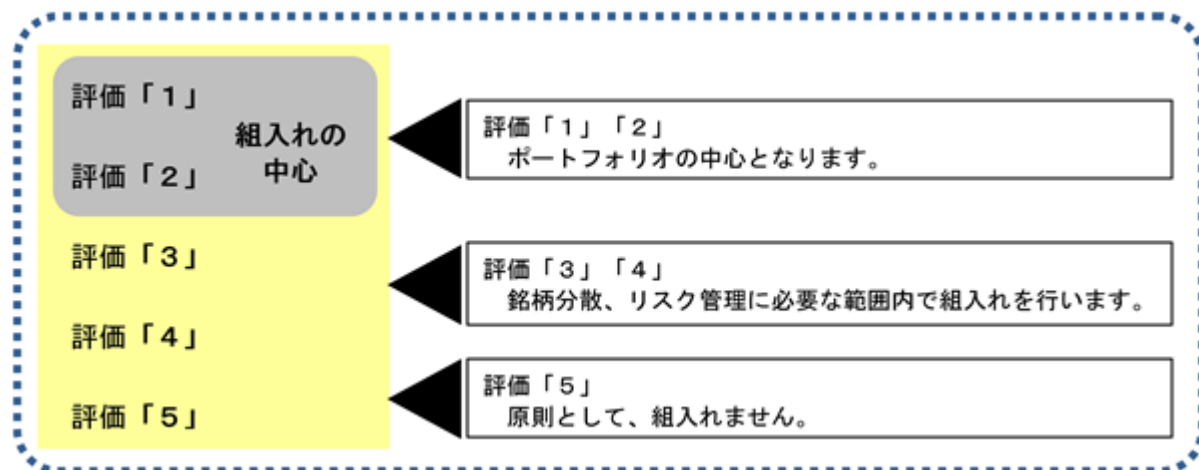 評価「１」
評価「２」
組入れの
中心
評価「３」
評価「４」
評価「５」
評価「１」「２」
ポートフォリオの中心となります。
評価「３」「４」
銘柄分散、リスク管理に必要な範囲内で組入れを行います。
評価「５」
原則として、組入れません。